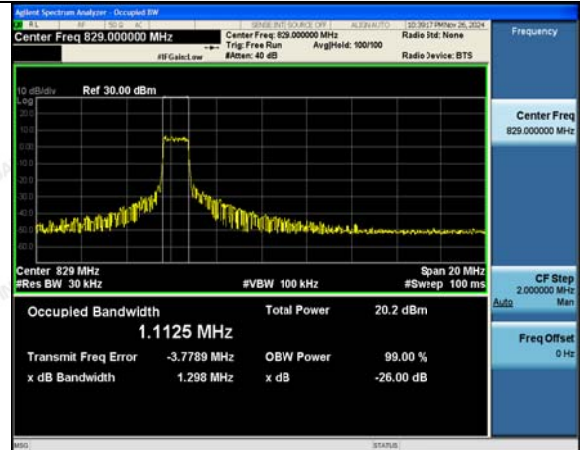 Agilent Spectrum Analyzer - Occupied BW
RL RF 50 Ω AC SENSE:INT SOURCE OFF ALIGN AUTO 10:39:17 PM Nov 26, 2024
Center Freq 829.000000 MHz
Center Freq: 829.000000 MHz
Radio Std: None
Trig: Free Run Avg|Hold: 100/100
#IFGain:Low
#Atten: 40 dB
Radio Device: BTS
10 dB/div Ref 30.00 dBm
Log
20.0
10.0
0.00
10.0
20.0
30.0
40.0
50.0
60.0
Center 829 MHz
Span 20 MHz
#Res BW 30 kHz
#VBW 100 kHz
#Sweep 100 ms
Occupied Bandwidth
Total Power 20.2 dBm
1.1125 MHz
Transmit Freq Error -3.7789 MHz
OBW Power 99.00 %
x dB Bandwidth 1.298 MHz
x dB -26.00 dB
MSG
STATUS
Frequency
Center Freq
829.000000 MHz
CF Step
2.000000 MHz
Auto Man
Freq Offset
0 Hz